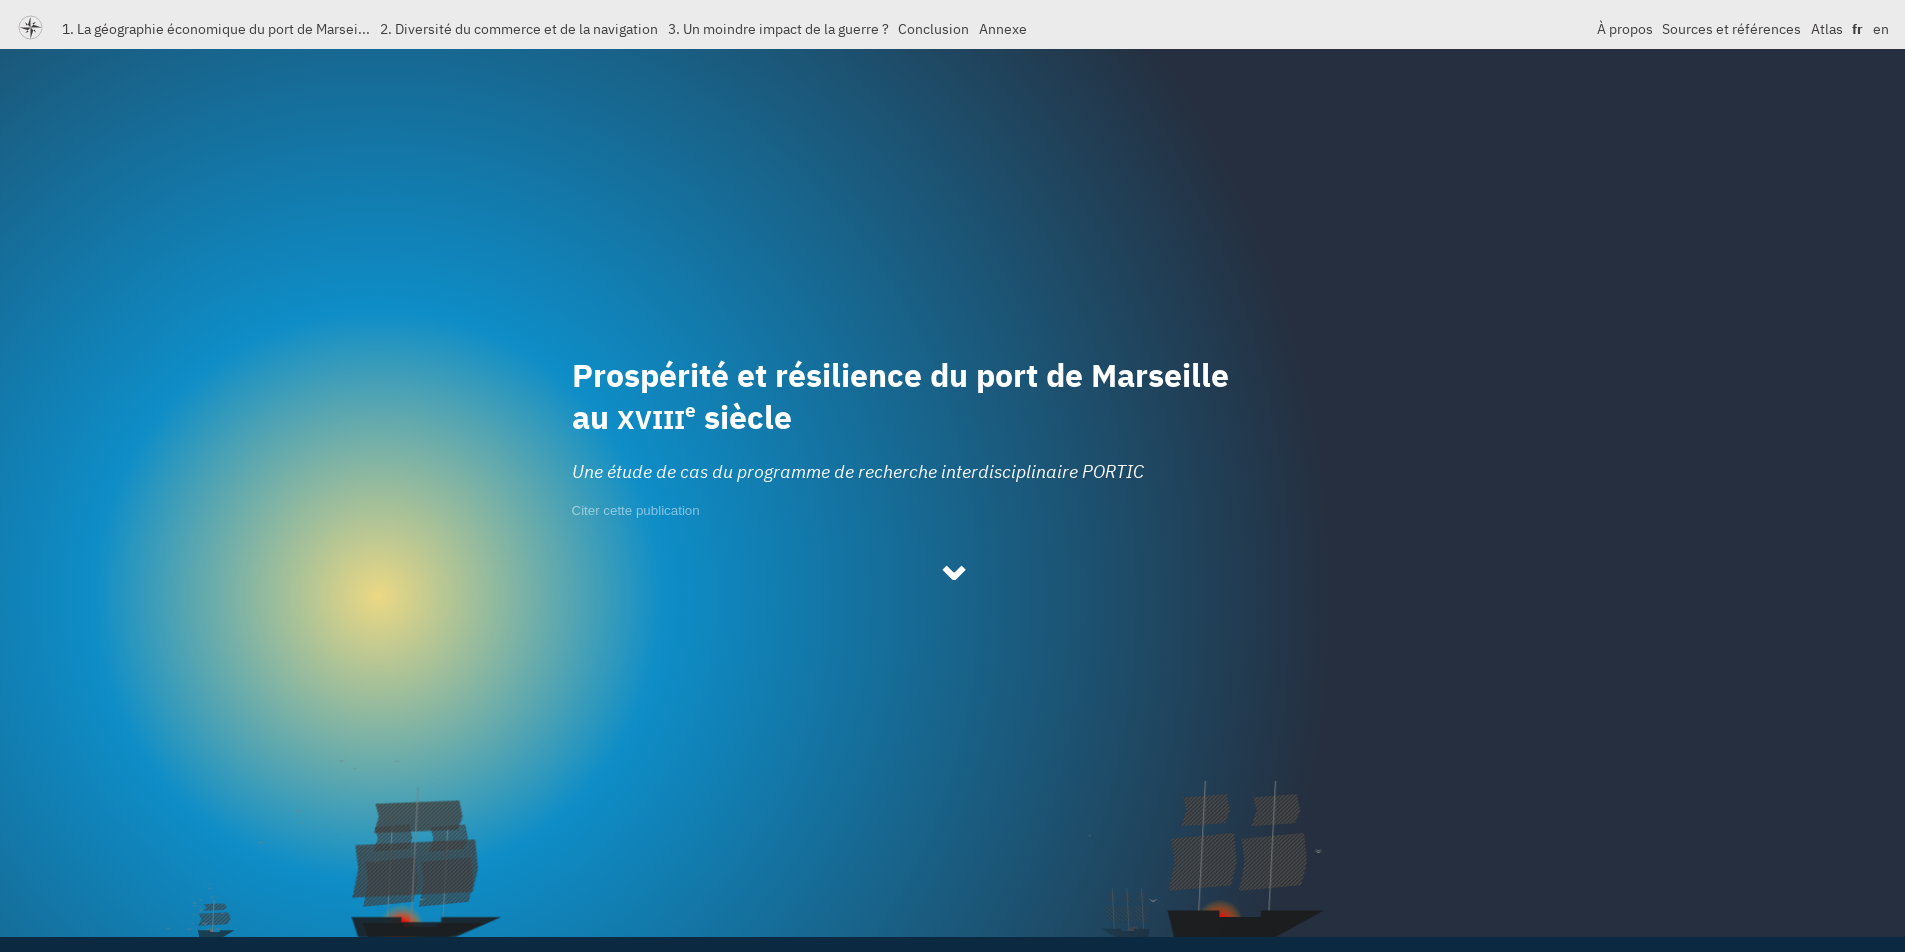 1. La géographie économique du port de Marsei... 2. Diversité du commerce et de la navigation 3. Un moindre impact de la guerre ? Conclusion Annexe À propos Sources et références Atlas fr en
Prospérité et résilience du port de Marseille
au XVIIIe siècle
Une étude de cas du programme de recherche interdisciplinaire PORTIC
Citer cette publication